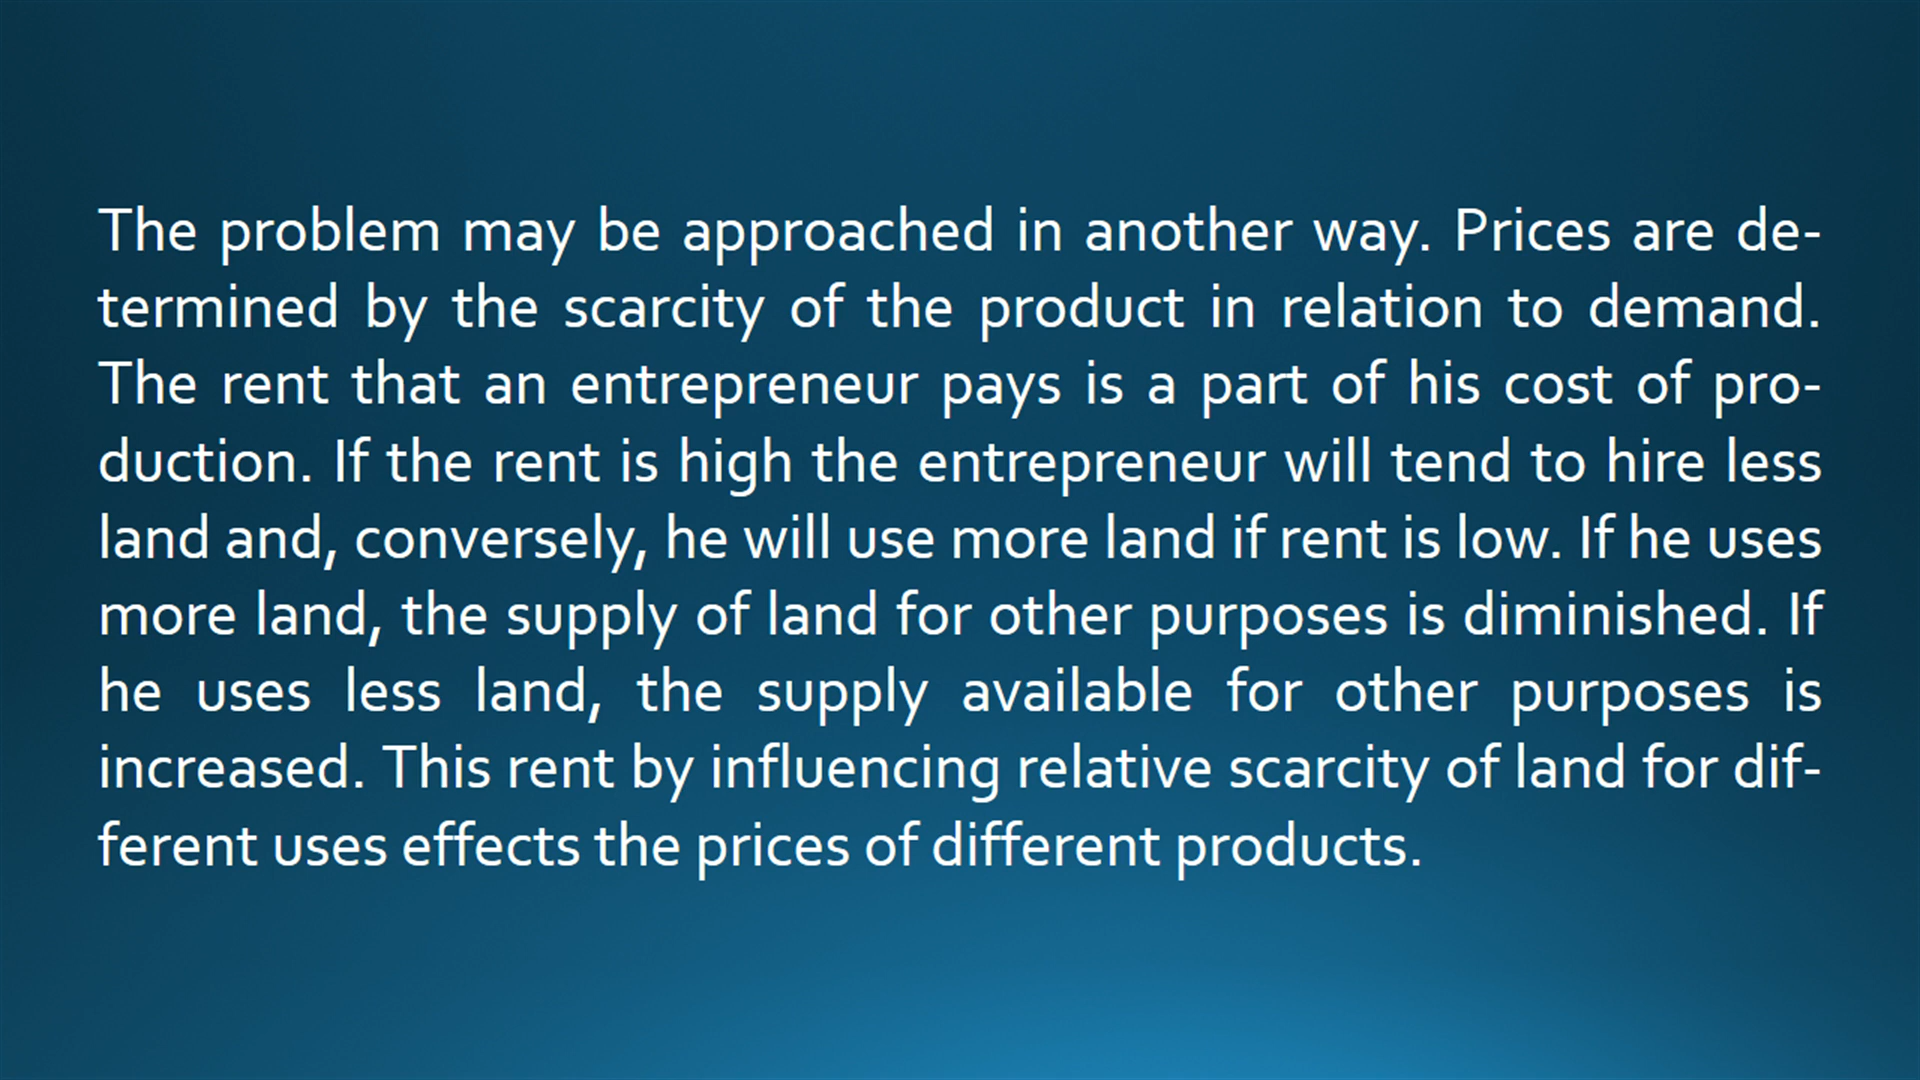 The problem may be approached in another way. Prices are de-
termined by the scarcity of the product in relation to demand.
The rent that an entrepreneur pays is a part of his cost of pro-
duction. If the rent is high the entrepreneur will tend to hire less
land and, conversely, he will use more land if rent is low. If he uses
more land, the supply of land for other purposes is diminished. If
he uses less land, the supply available for other purposes is
increased. This rent by influencing relative scarcity of land for dif-
ferent uses effects the prices of different products.